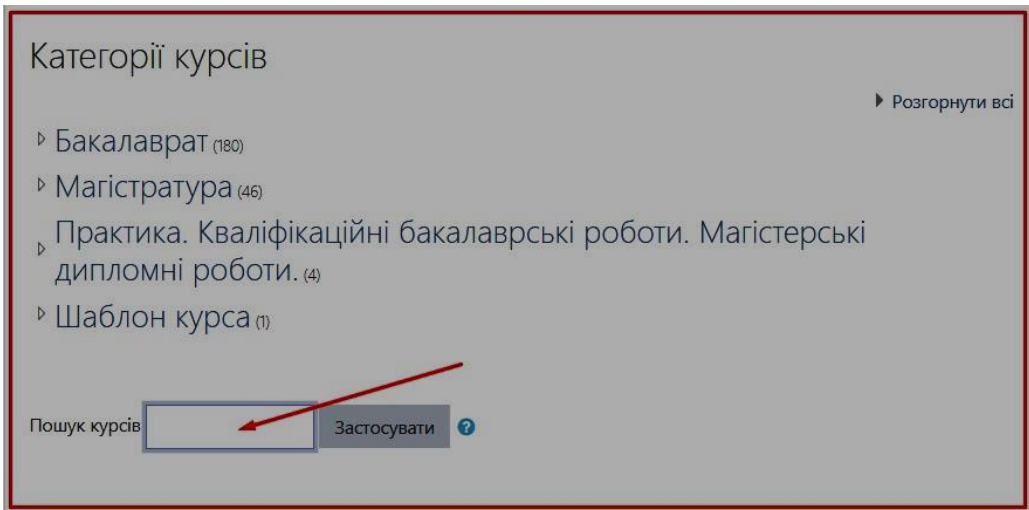 Категорії курсів
Розгорнути всі
Бакалаврат (180)
Магістратура (46)
Практика. Кваліфікаційні бакалаврські роботи. Магістерські
дипломні роботи. (4)
Шаблон курса (1)
Пошук курсів Застосувати ?